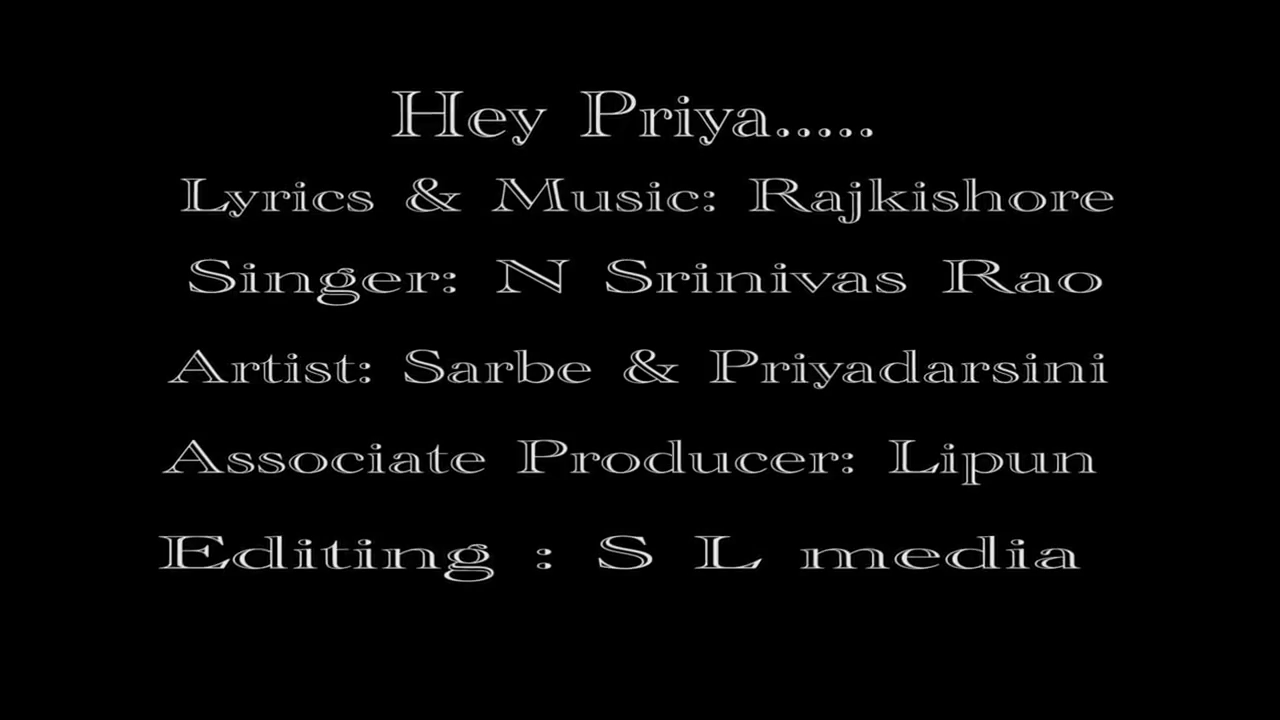 Hey Priya.....
Lyrics & Music: Rajkishore
Singer: N Srinivas Rao
Artist: Sarbe & Priyadarsini
Associate Producer: Lipun
Editing : S L media